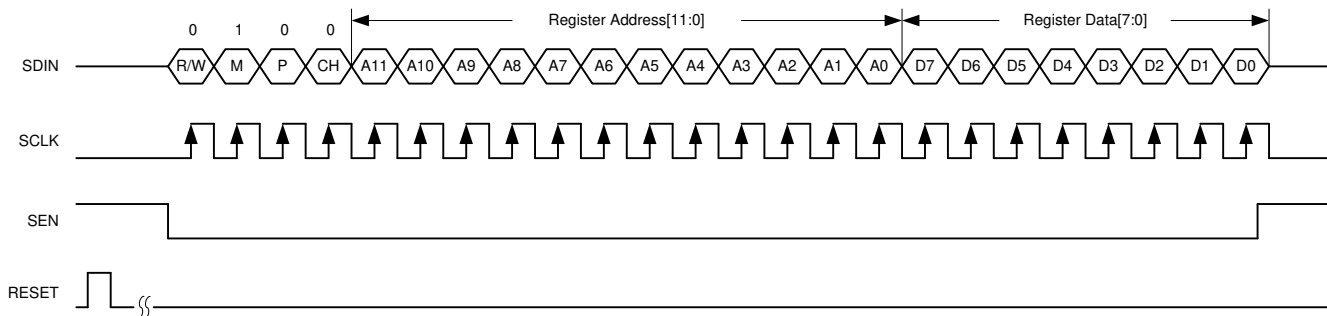 0 1 0 0 Register Address[11:0] Register Data[7:0]
SDIN R/W M P CH A11 A10 A9 A8 A7 A6 A5 A4 A3 A2 A1 A0 D7 D6 D5 D4 D3 D2 D1 D0
SCLK
SEN
RESET